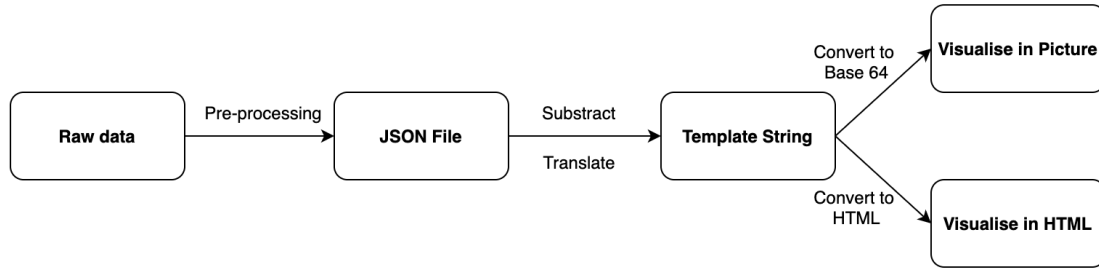 Raw data
Pre-processing
JSON File
Substract
Translate
Template String
Convert to
Base 64
Visualise in Picture
Convert to
HTML
Visualise in HTML